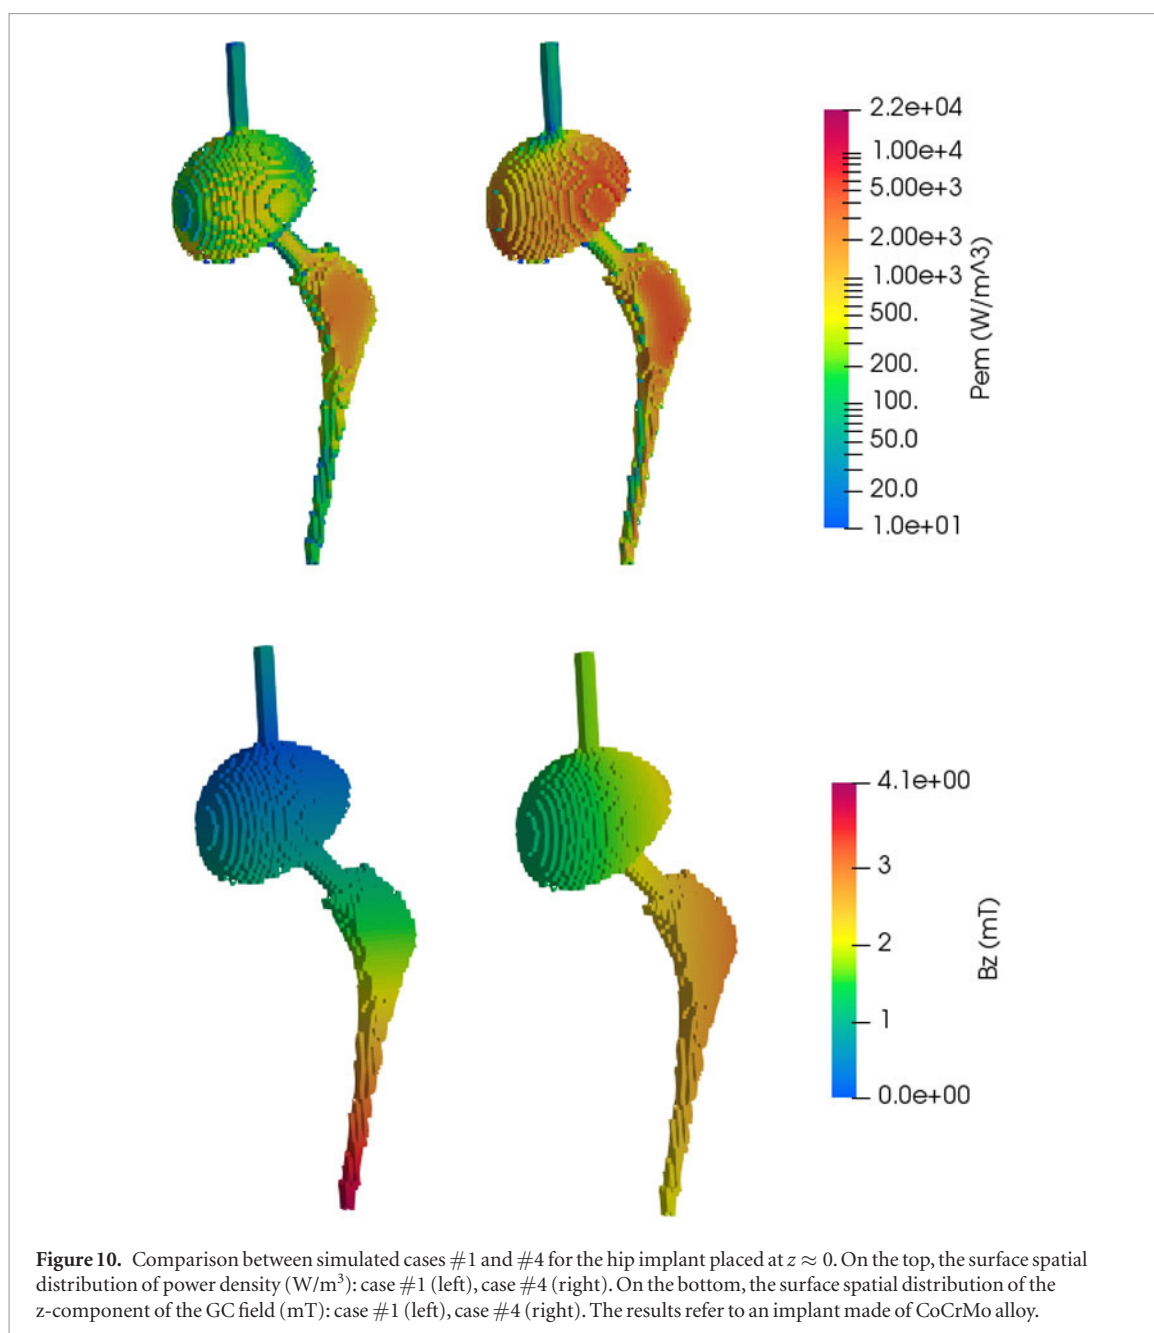 2.2e+04
1.00e+4
5.00e+3
2.00e+3
1.00e+3
500.
200.
100.
50.0
20.0
1.0e+01
Pem (W/m^3)
4.1e+00
3
2
1
0.0e+00
Bz (mT)
Figure 10. Comparison between simulated cases #1 and #4 for the hip implant placed at z ≈ 0. On the top, the surface spatial
distribution of power density (W/m³): case #1 (left), case #4 (right). On the bottom, the surface spatial distribution of the
z-component of the GC field (mT): case #1 (left), case #4 (right). The results refer to an implant made of CoCrMo alloy.